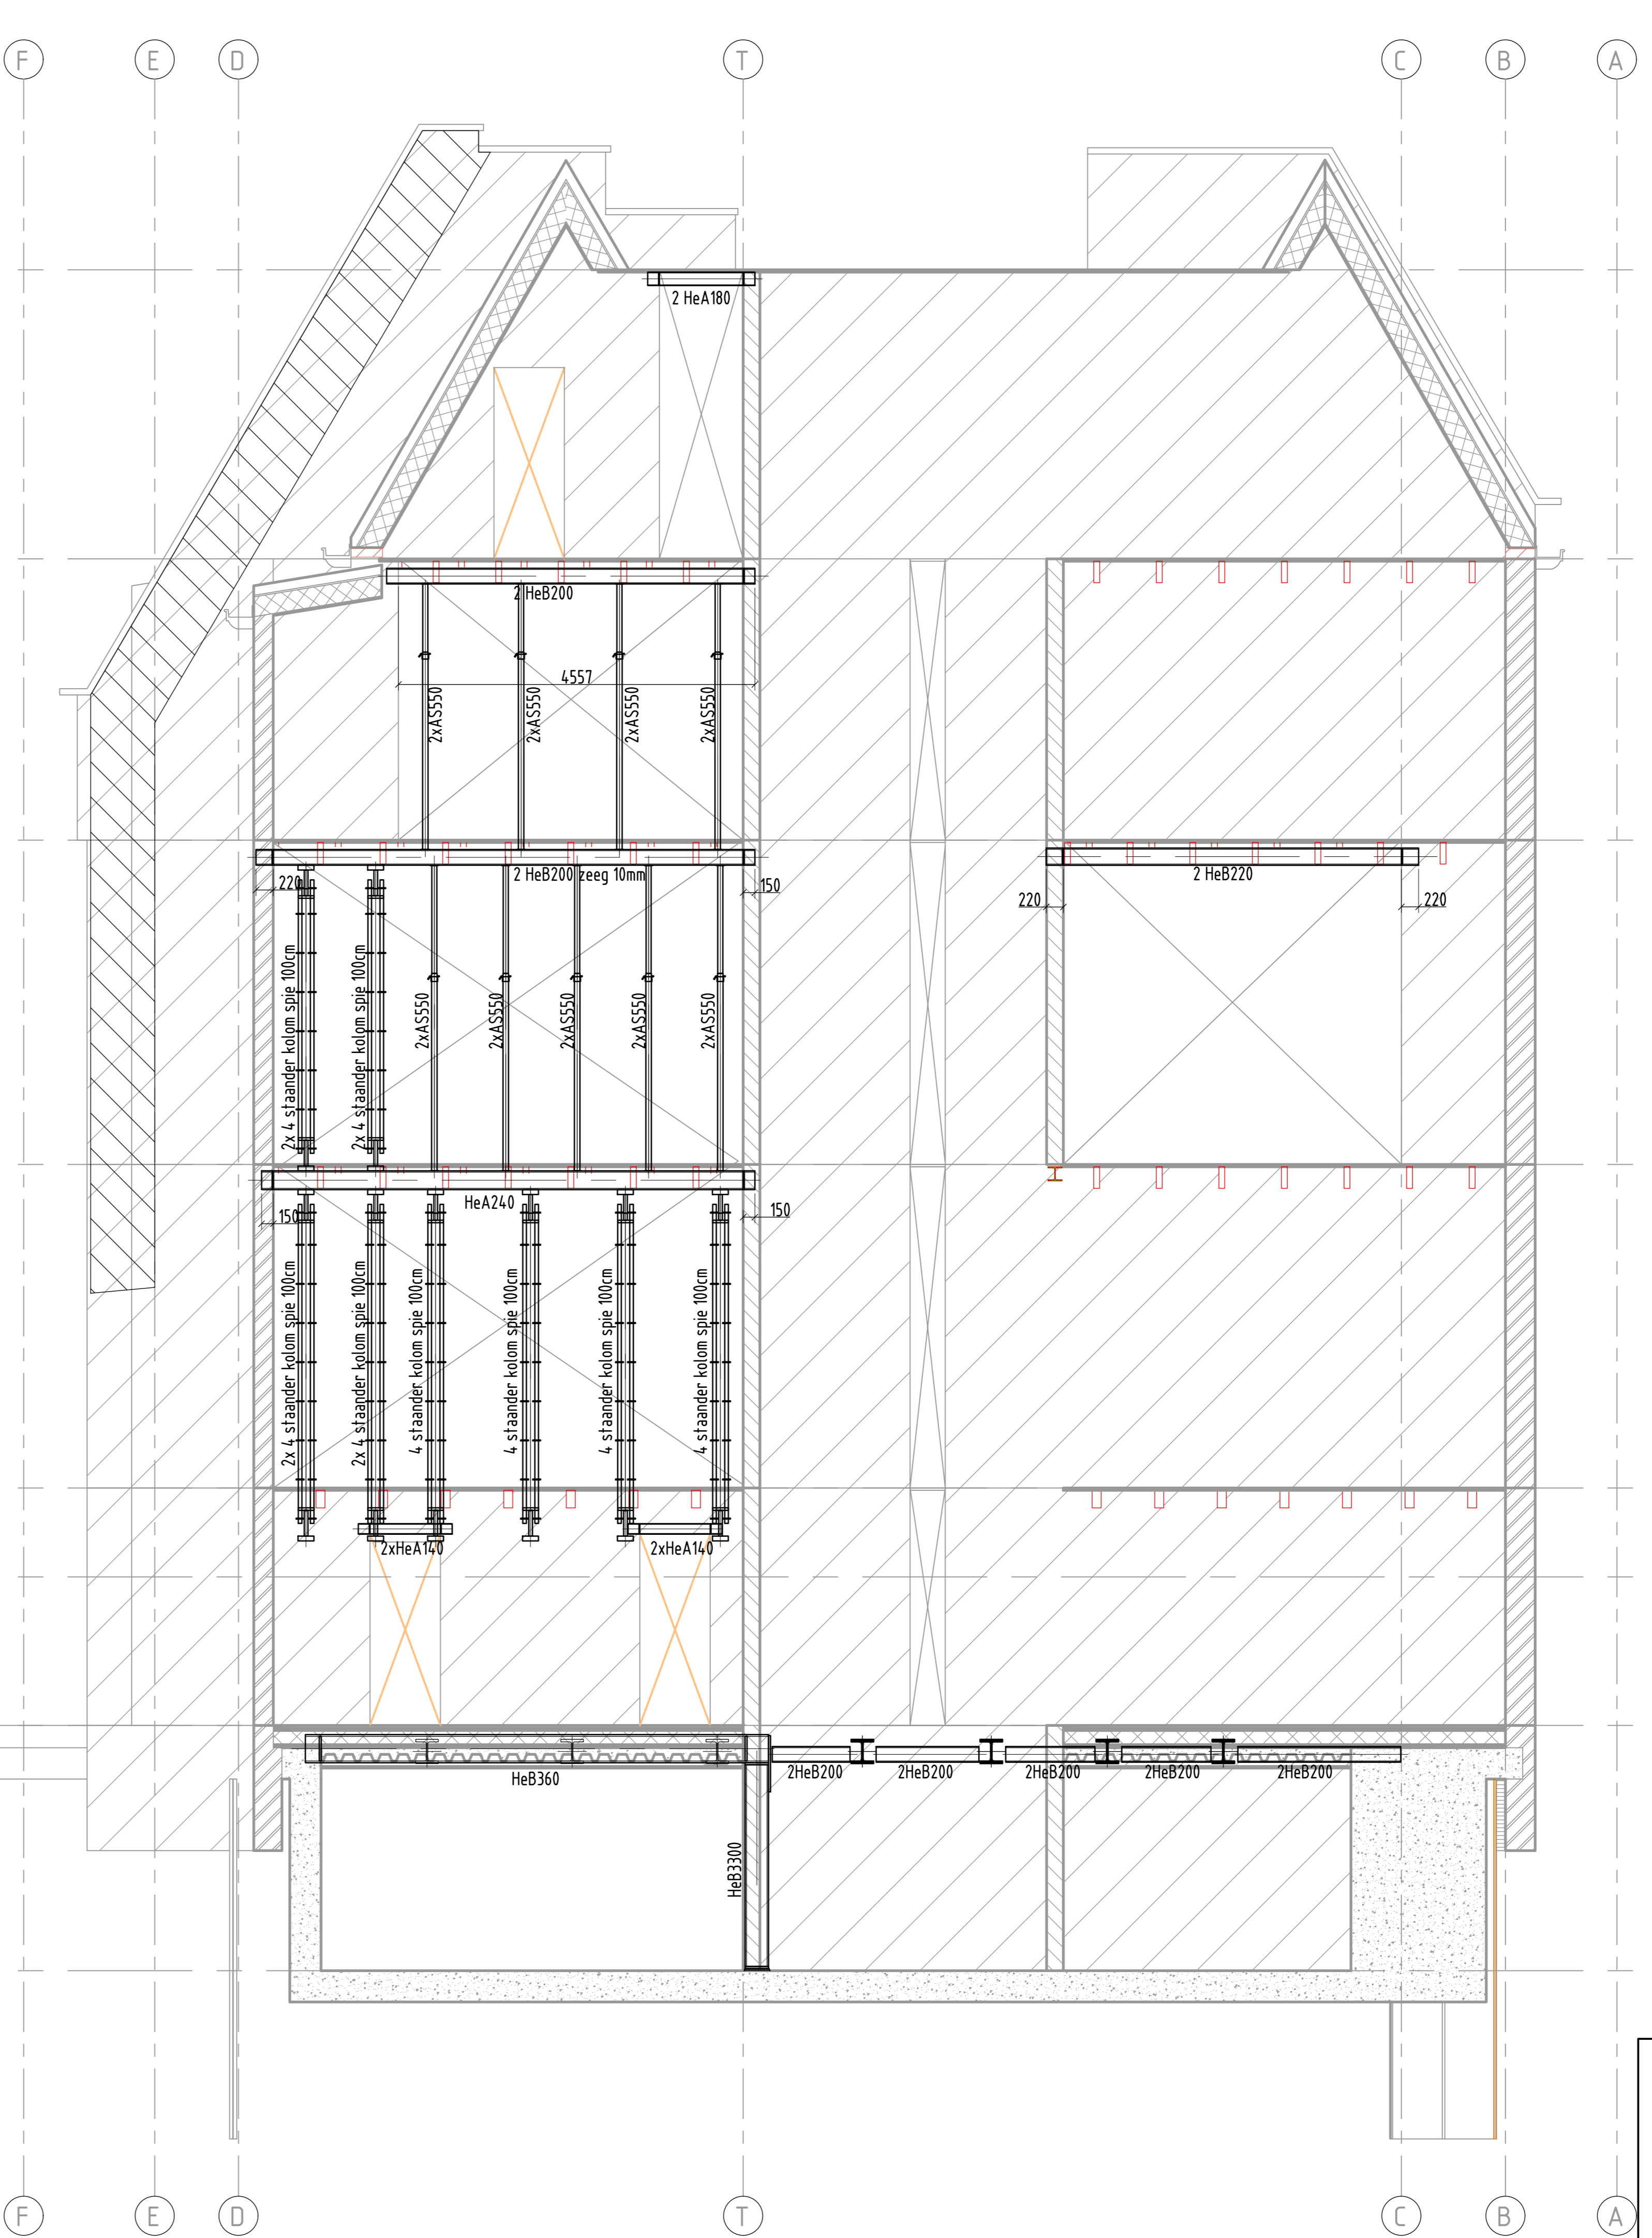 F E D T C B A
2 HeA180
2 HeB200
4557
2xAS550
2xAS550
2xAS550
2xAS550
2 HeB200 zeeg 10mm
2 HeB220
220
150
220
220
2x 4 staander kolom spie 100cm
2x 4 staander kolom spie 100cm
2xAS550
2xAS550
2xAS550
2xAS550
2xAS550
HeA240
150
150
2x 4 staander kolom spie 100cm
2x 4 staander kolom spie 100cm
4 staander kolom spie 100cm
4 staander kolom spie 100cm
4 staander kolom spie 100cm
4 staander kolom spie 100cm
2xHeA140
2xHeA140
HeB360
2HeB200
2HeB200
2HeB200
2HeB200
2HeB200
HeB3300
F E D T C B A